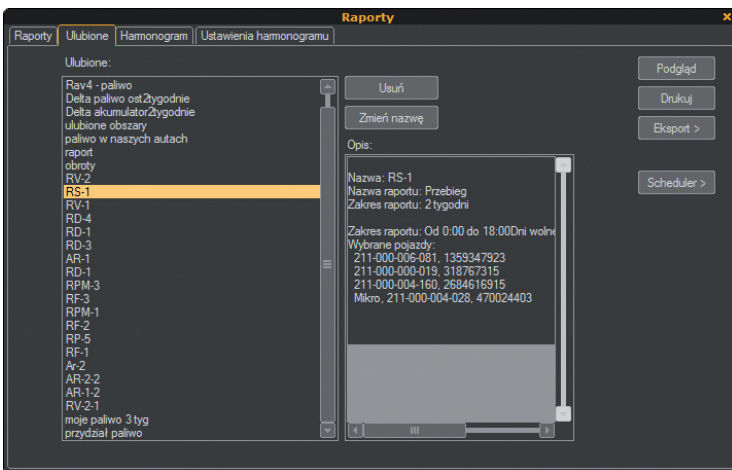 Raporty
Raporty Ulubione Harmonogram Ustawienia harmonogramu
Ulubione:
Rav4 - paliwo
Delta paliwo ost2tygodnie
Delta akumulator2tygodnie
ulubione obszary
paliwo w naszych autach
raport
obroty
RV-2
RS-1
RV-1
RD-4
RD-1
RD-3
AR-1
RD-1
RPM-3
RF-3
RPM-1
RF-2
RP-5
RF-1
Ar-2
AR-2-2
AR-1-2
RV-2-1
moje paliwo 3 tyg
przydział paliwo
Usuń
Zmień nazwę
Opis:
Nazwa: RS-1
Nazwa raportu: Przebieg
Zakres raportu: 2 tygodni
Zakres raportu: Od 0:00 do 18:00Dni wolne
Wybrane pojazdy:
211-000-006-081, 1359347923
211-000-000-019, 318767315
211-000-004-160, 2684616915
Mikro, 211-000-004-028, 470024403
Podgląd
Drukuj
Eksport >
Scheduler >